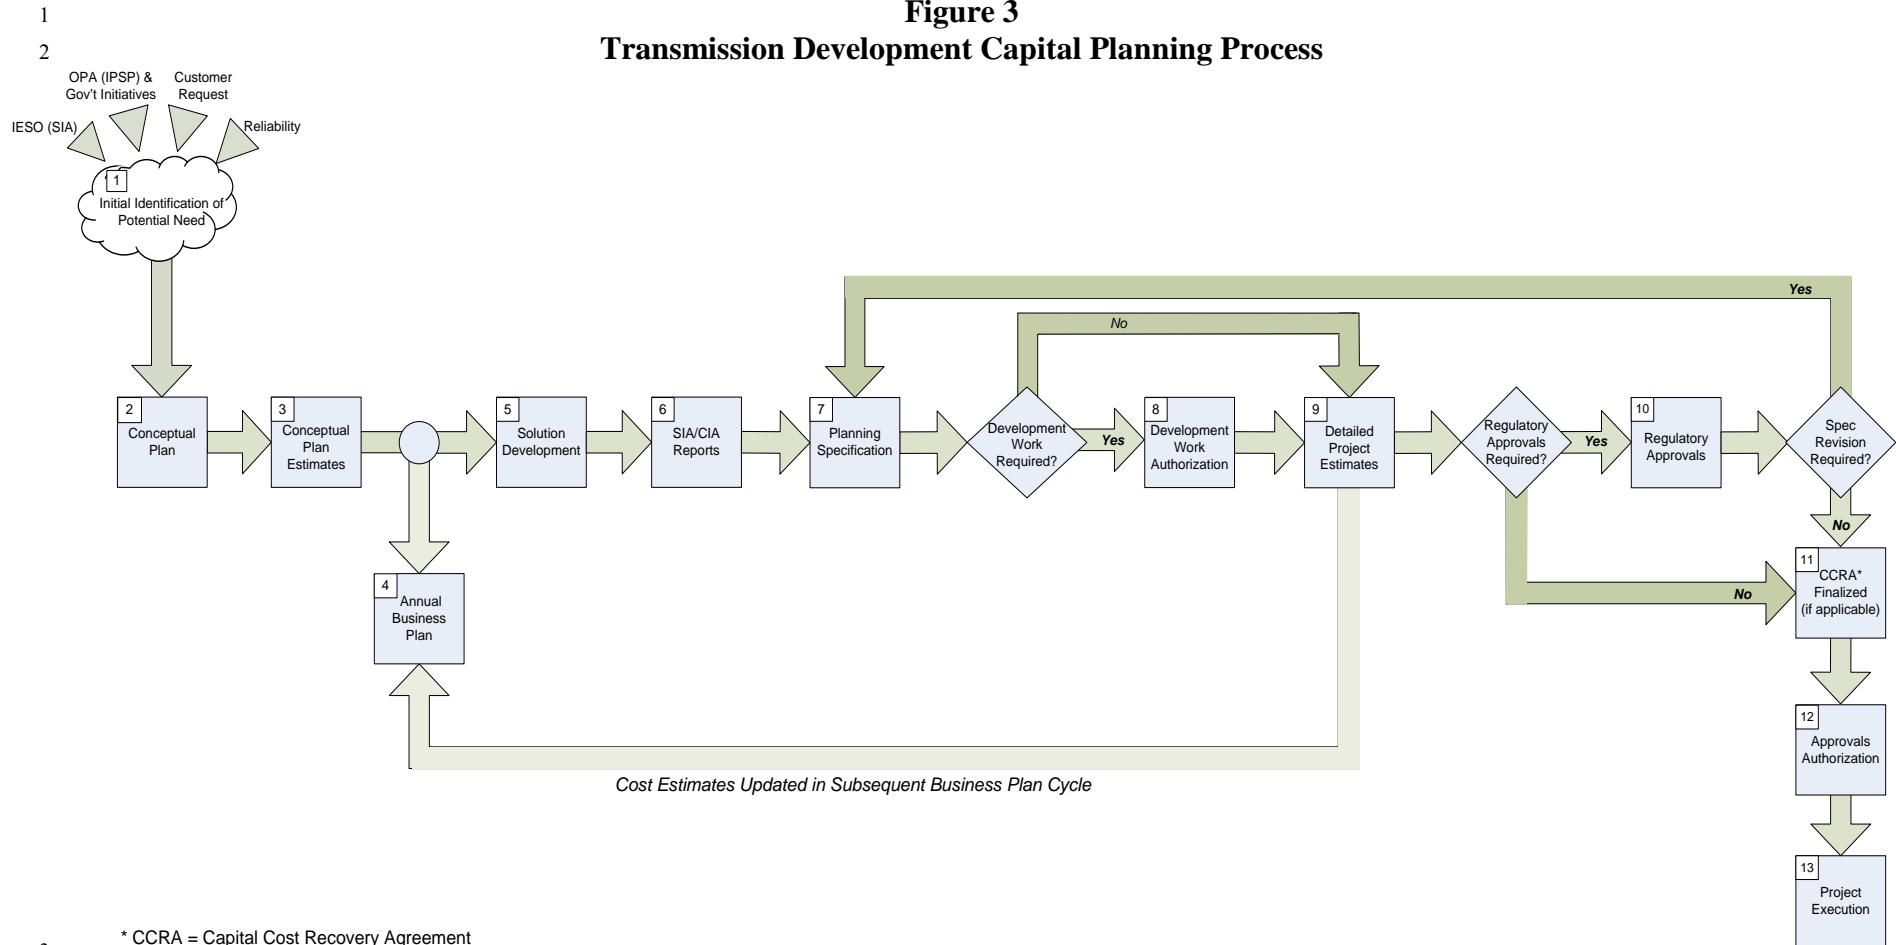 1
Figure 3
2
Transmission Development Capital Planning Process
OPA (IPSP) &
Gov't Initiatives
Customer
Request
IESO (SIA)
Reliability
1
Initial Identification of
Potential Need
Yes
No
2
Conceptual
Plan
3
Conceptual
Plan
Estimates
5
Solution
Development
6
SIA/CIA
Reports
7
Planning
Specification
Development
Work
Required?
Yes
8
Development
Work
Authorization
9
Detailed
Project
Estimates
Regulatory
Approvals
Required?
Yes
10
Regulatory
Approvals
Spec
Revision
Required?
No
4
Annual
Business
Plan
No
11
CCRA*
Finalized
(if applicable)
12
Approvals
Authorization
Cost Estimates Updated in Subsequent Business Plan Cycle
13
Project
Execution
* CCRA = Capital Cost Recovery Agreement